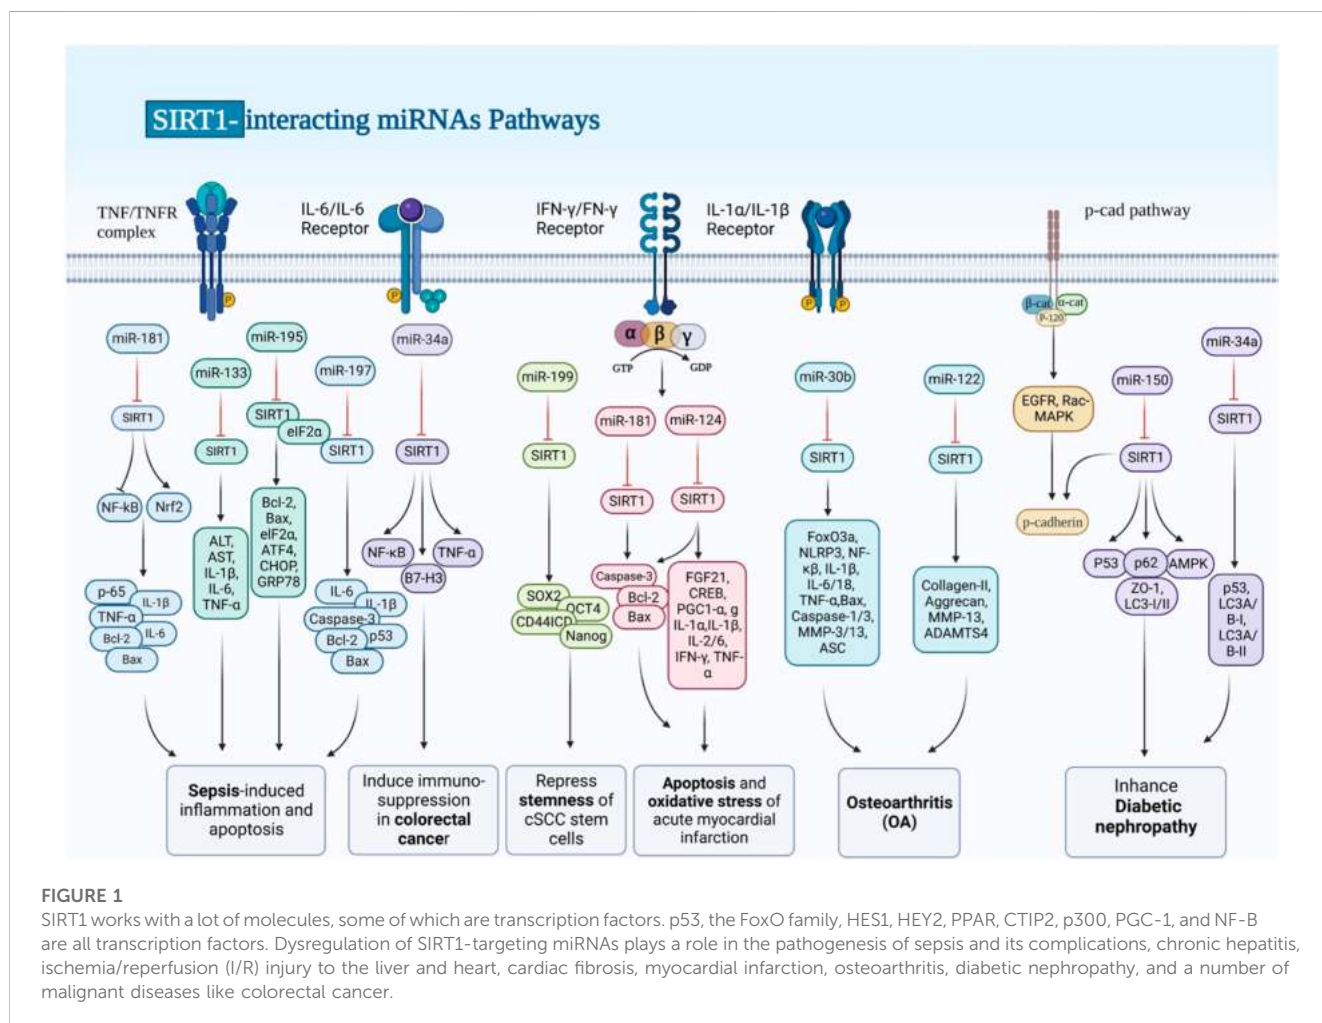 SIRT1-interacting miRNAs Pathways
TNF/TNFR
complex
IL-6/IL-6
Receptor
IFN-γ/FN-γ
Receptor
IL-1α/IL-1β
Receptor
p-cad pathway
P
P
P
P
β-cat
α-cat
P-120
α
β
γ
GTP
GDP
miR-181
SIRT1
NF-kB
Nrf2
p-65
IL-1β
TNF-α
IL-6
Bcl-2
Bax
miR-133
SIRT1
ALT,
AST,
IL-1β,
IL-6,
TNF-α
miR-195
SIRT1
eIF2α
Bcl-2,
Bax,
eIF2α,
ATF4,
CHOP,
GRP78
miR-197
SIRT1
IL-6
IL-1β
Caspase-3
p53
Bcl-2
Bax
miR-34a
SIRT1
NF-κB
TNF-α
B7-H3
miR-199
SIRT1
SOX2
OCT4
CD44ICD
Nanog
miR-181
SIRT1
Caspase-3
Bcl-2
Bax
miR-124
SIRT1
FGF21,
CREB,
PGC1-α, g
IL-1α,IL-1β,
IL-2/6,
IFN-γ, TNF-
α
miR-30b
SIRT1
FoxO3a,
NLRP3, NF-
κβ, IL-1β,
IL-6/18,
TNF-α,Bax,
Caspase-1/3,
MMP-3/13,
ASC
miR-122
SIRT1
Collagen-II,
Aggrecan,
MMP-13,
ADAMTS4
EGFR, Rac-
MAPK
p-cadherin
miR-150
SIRT1
P53
p62
AMPK
ZO-1,
LC3-I/II
miR-34a
SIRT1
p53,
LC3A/
B-I,
LC3A/
B-II
Sepsis-induced
inflammation and
apoptosis
Induce immuno-
suppression
in colorectal
cancer
Repress
stemness of
cSCC stem
cells
Apoptosis and
oxidative stress of
acute myocardial
infarction
Osteoarthritis
(OA)
Inhance
Diabetic
nephropathy
FIGURE 1
SIRT1 works with a lot of molecules, some of which are transcription factors. p53, the FoxO family, HES1, HEY2, PPAR, CTIP2, p300, PGC-1, and NF-B
are all transcription factors. Dysregulation of SIRT1-targeting miRNAs plays a role in the pathogenesis of sepsis and its complications, chronic hepatitis,
ischemia/reperfusion (I/R) injury to the liver and heart, cardiac fibrosis, myocardial infarction, osteoarthritis, diabetic nephropathy, and a number of
malignant diseases like colorectal cancer.